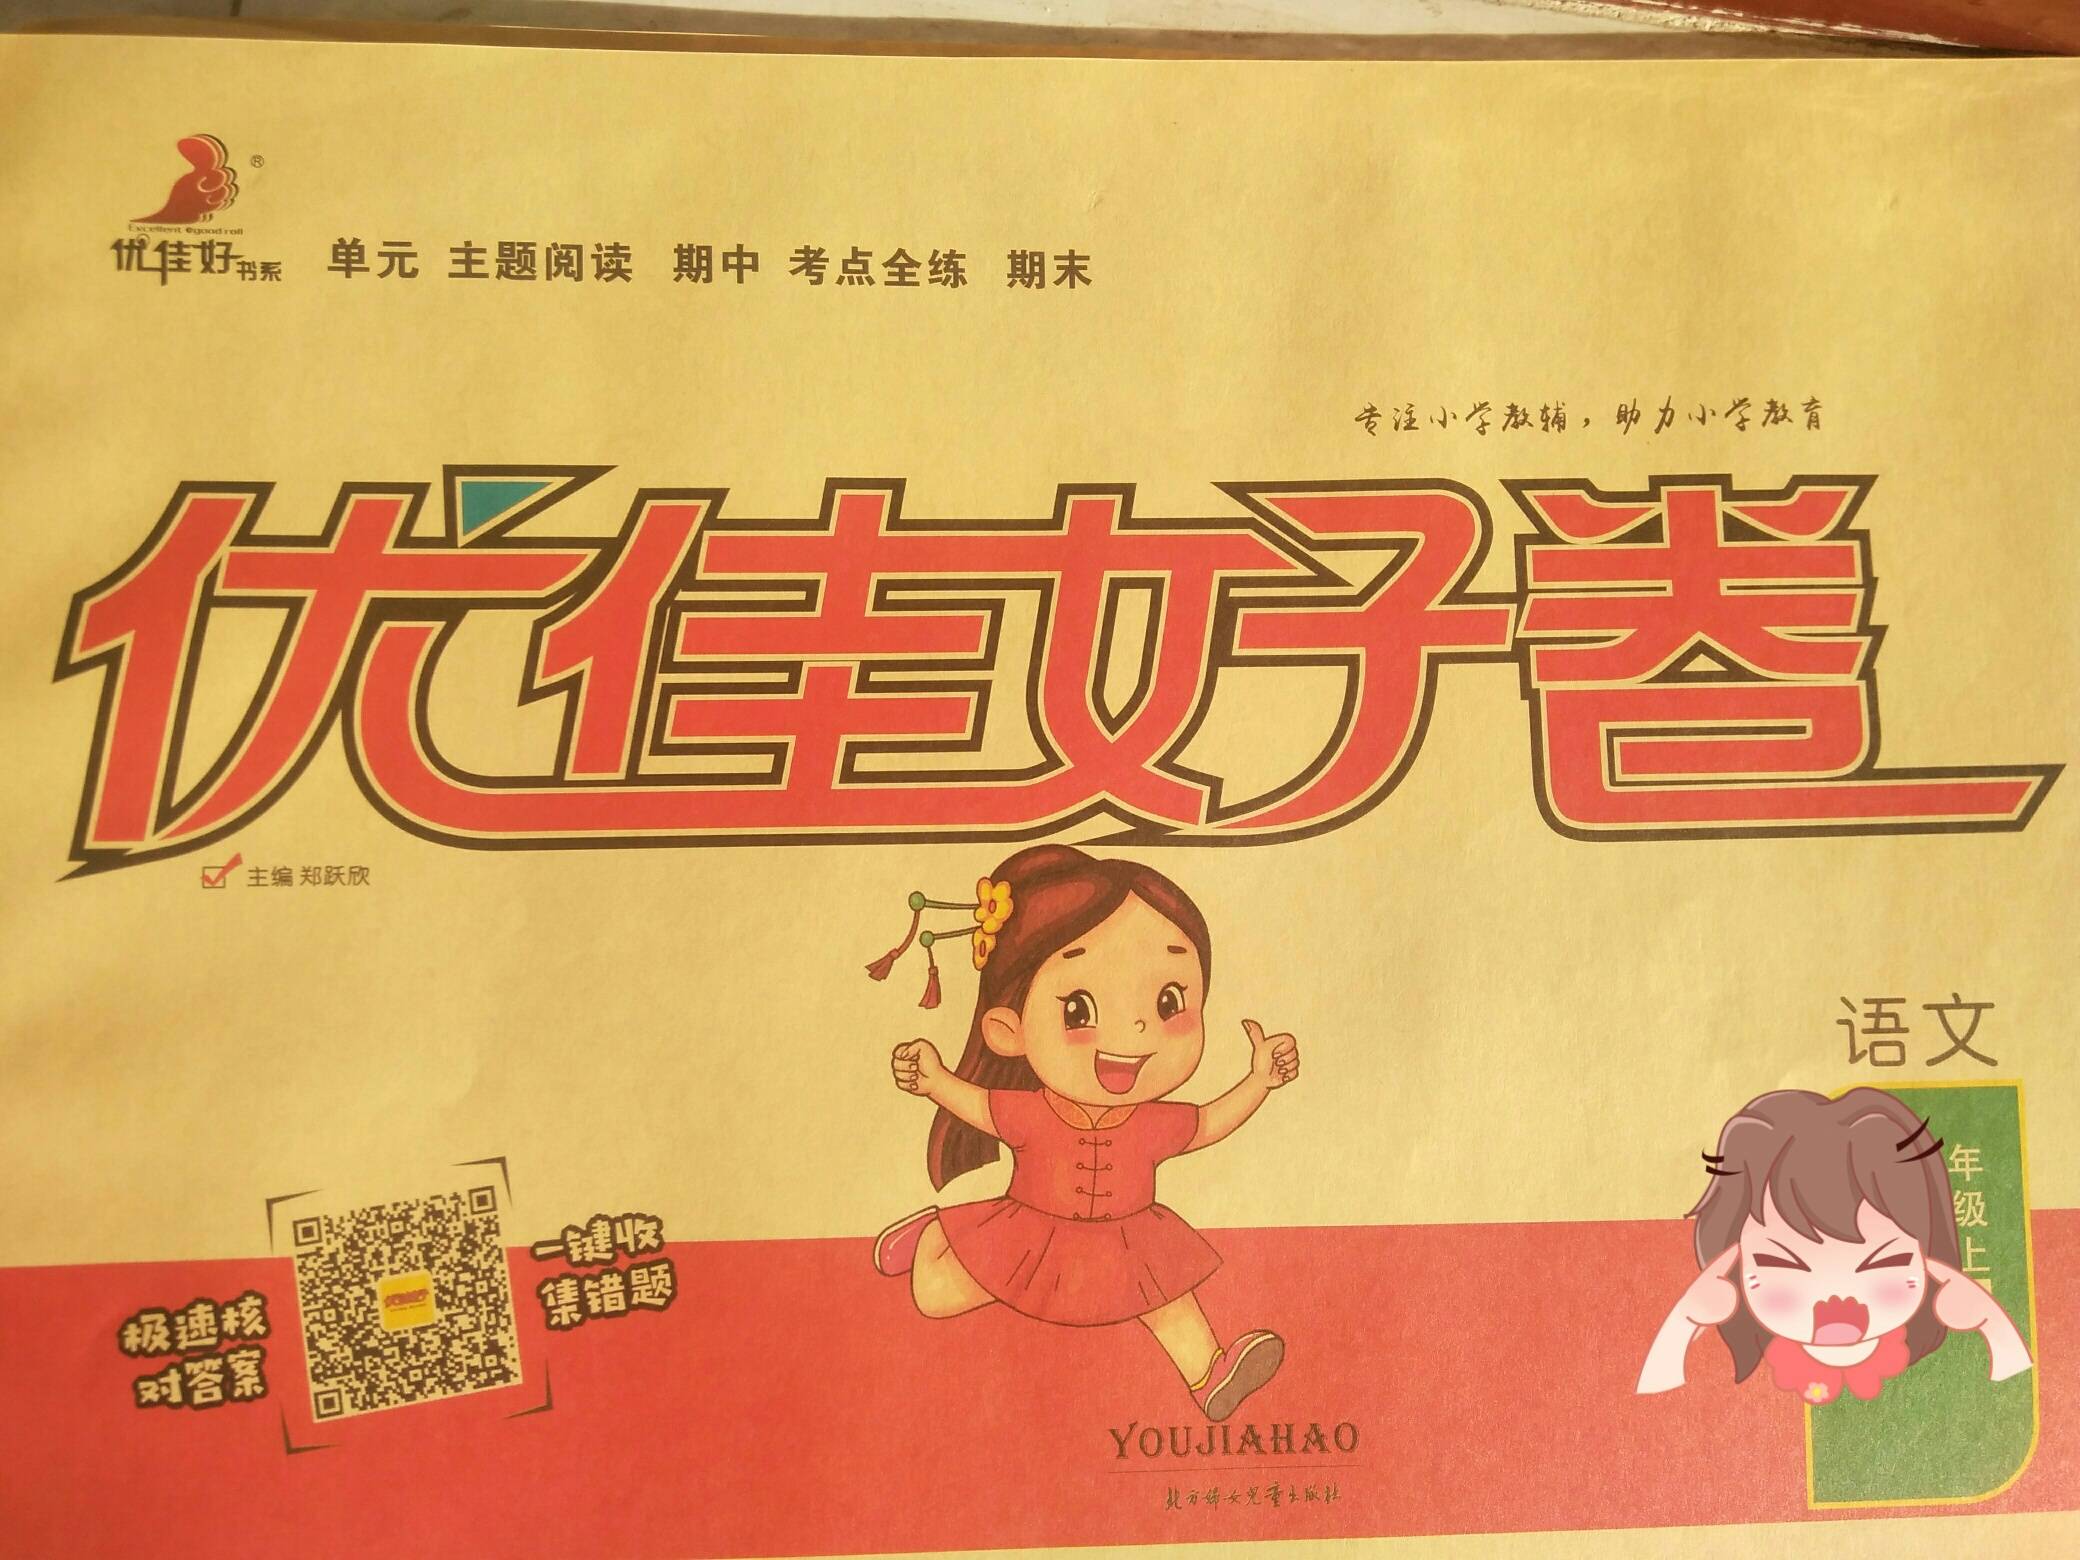 ®
Excellent @good roll
优佳好书系
单元 主题阅读 期中 考点全练 期末
专注小学教辅，助力小学教育
优佳好卷
主编 郑跃欣
语文
年级上
极速核
对答案
一键收
集错题
YOUJIAHAO
北方妇女儿童出版社